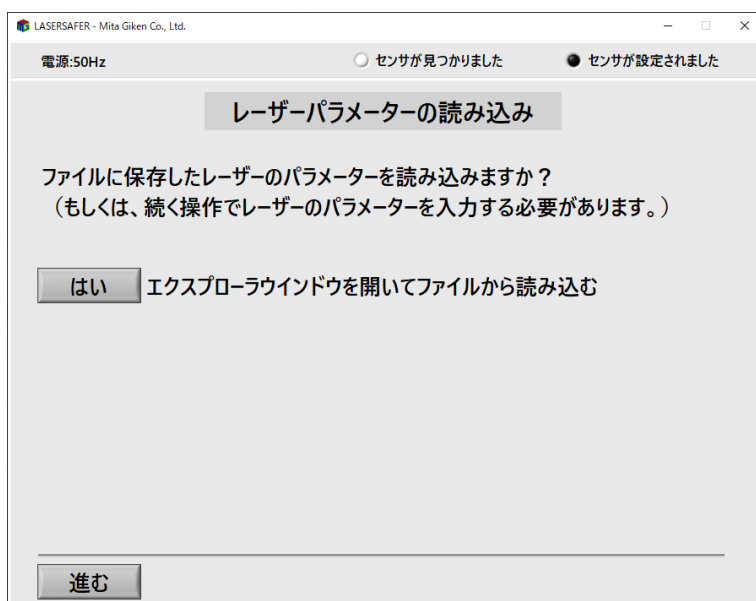 LASERSAFER - Mita Giken Co., Ltd.
電源:50Hz センサが見つかりました センサが設定されました
レーザーパラメーターの読み込み
ファイルに保存したレーザーのパラメーターを読み込みますか?
（もしくは、続く操作でレーザーのパラメーターを入力する必要があります。）
はい エクスプローラウインドウを開いてファイルから読み込む
進む